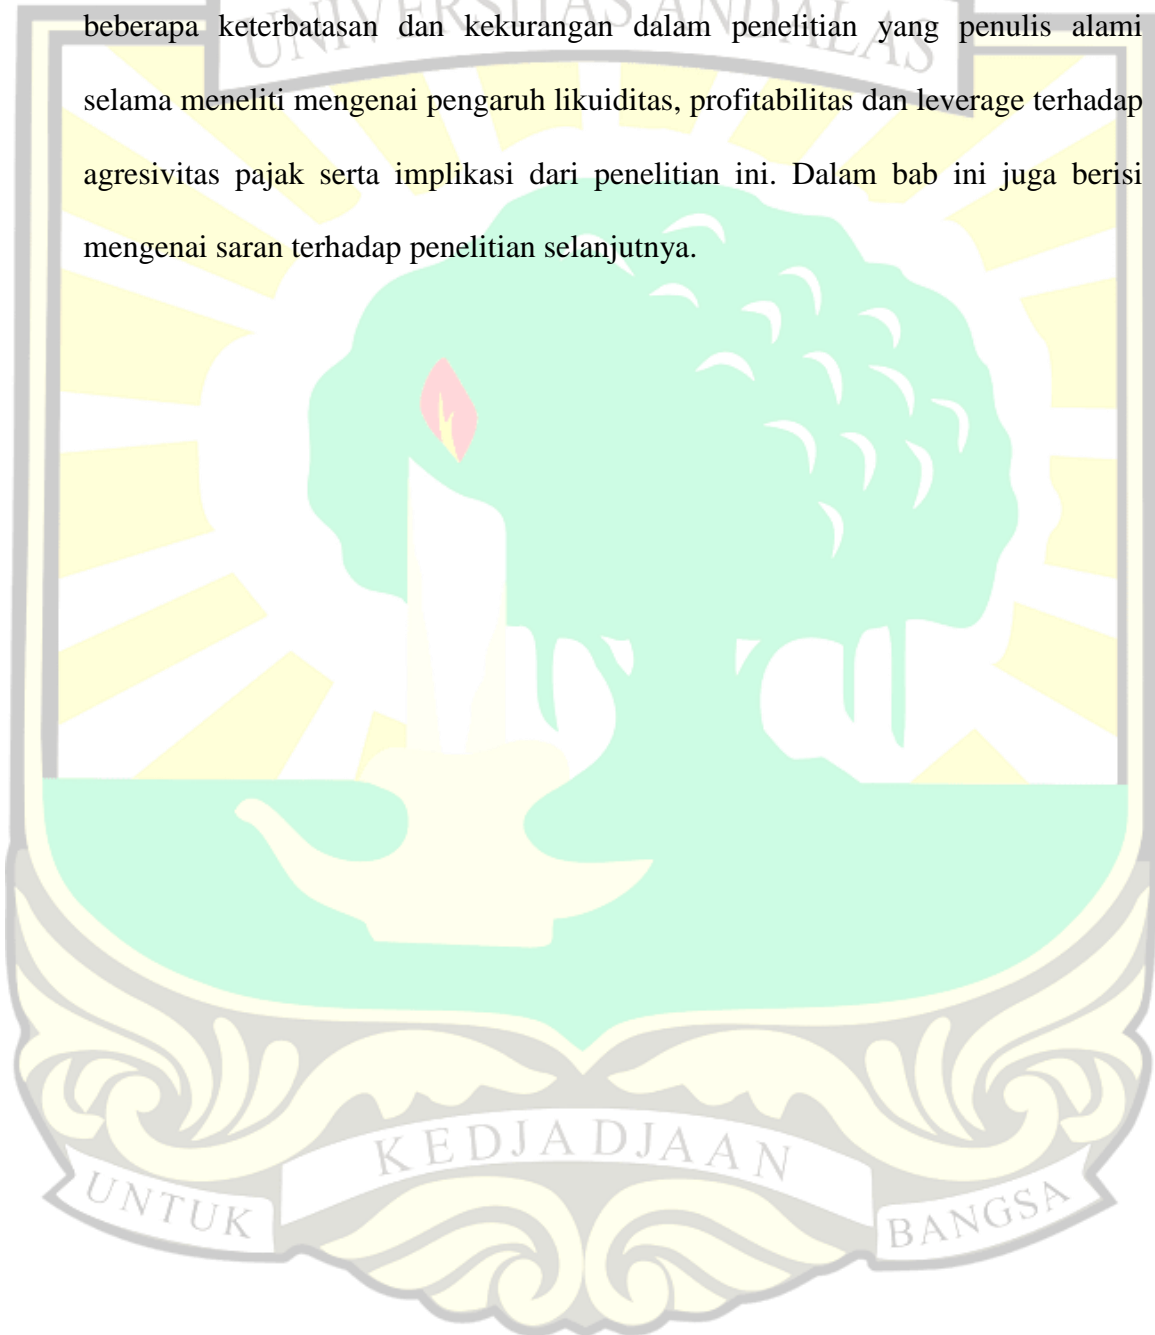 UNIVERSITAS ANDALAS
beberapa keterbatasan dan kekurangan dalam penelitian yang penulis alami
selama meneliti mengenai pengaruh likuiditas, profitabilitas dan leverage terhadap
agresivitas pajak serta implikasi dari penelitian ini. Dalam bab ini juga berisi
mengenai saran terhadap penelitian selanjutnya.
KEDJADJAAN
UNTUK
BANGSA